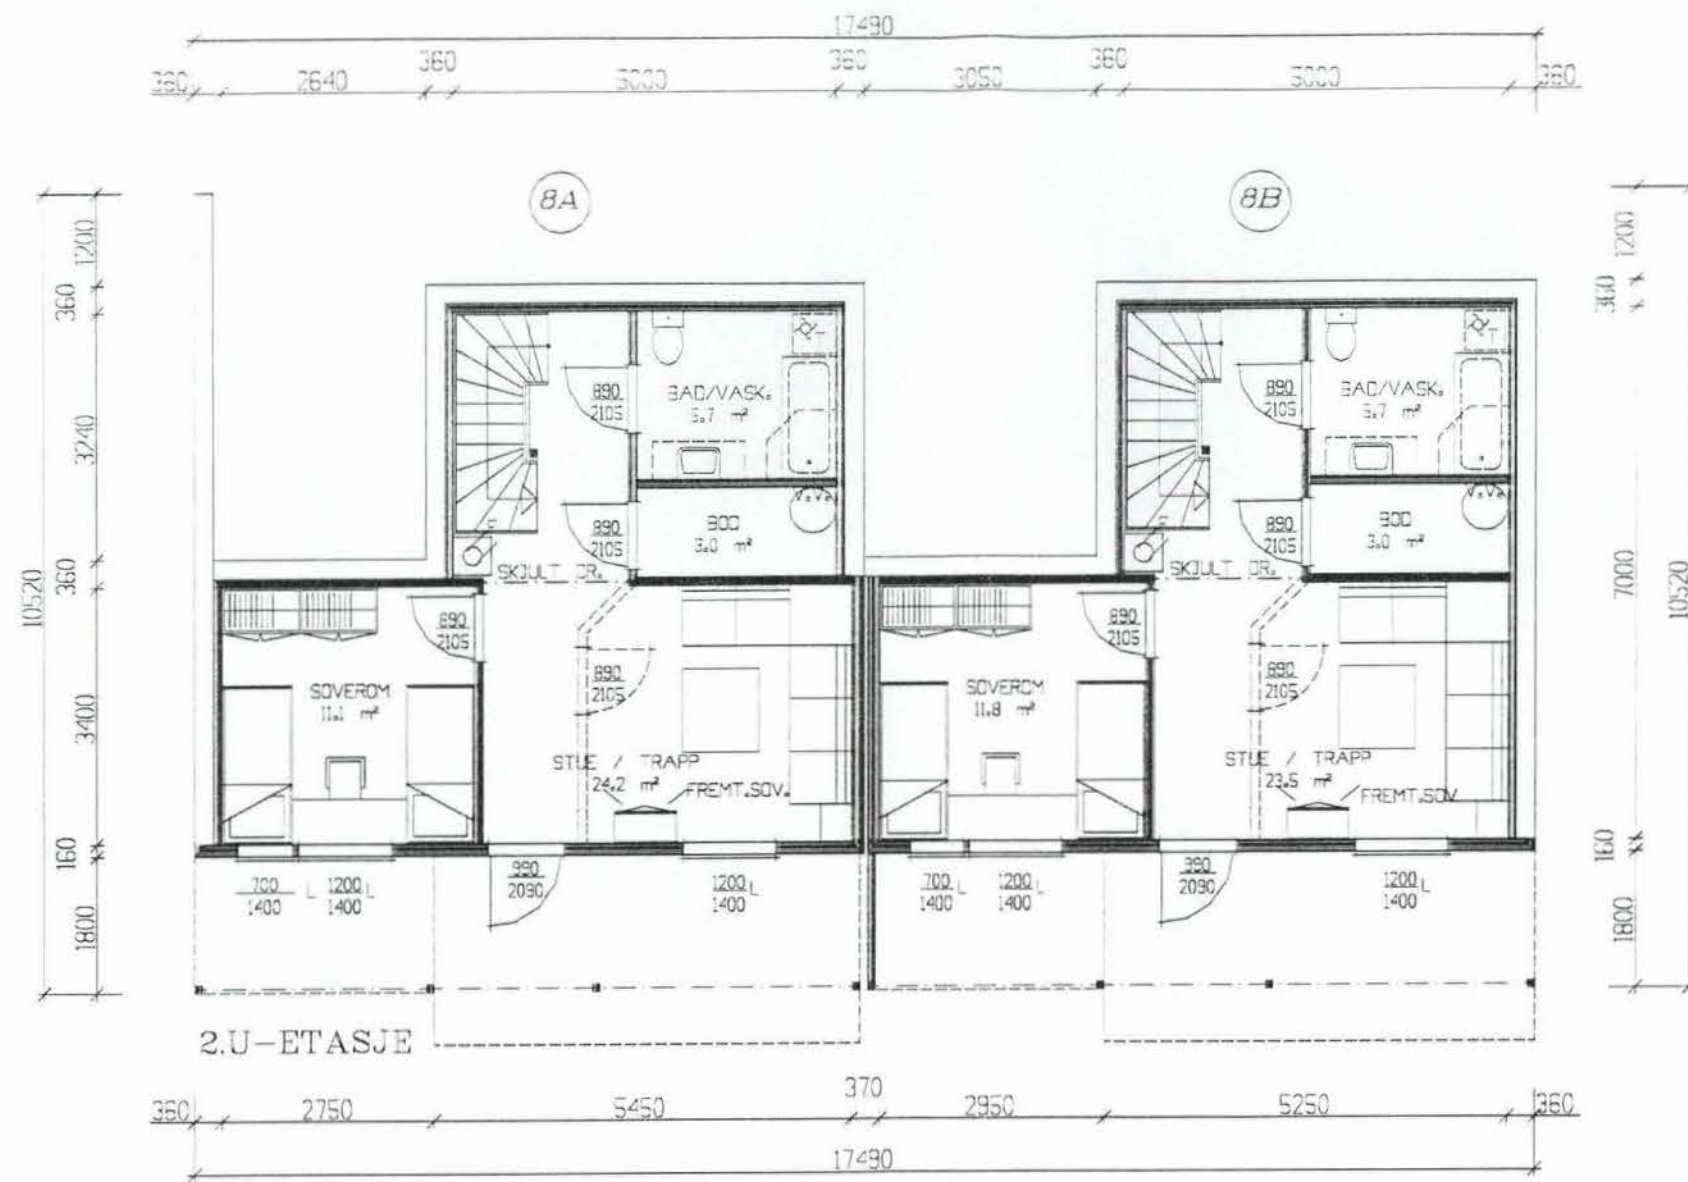 17490
360 2640 360 5000 360 3050 360 5000 360
8A 8B
1200
360
3240
360
3400
160
1800
10520
BAD/VASK.
5.7 m²
890
2105
V.V.
BOD
3.0 m²
890
2105
SKJULT DR.
890
2105
SOVEROM
11.1 m²
890
2105
STUE / TRAPP
24.2 m²
FREMT.SOV.
700
1400
L
1200
1400
L
990
2090
1200
1400
L
BAD/VASK.
5.7 m²
890
2105
V.V.
BOD
3.0 m²
890
2105
SKJULT DR.
890
2105
SOVEROM
11.8 m²
890
2105
STUE / TRAPP
23.5 m²
FREMT.SOV.
700
1400
L
1200
1400
L
990
2090
1200
1400
L
1200
360
7000
160
1800
10520
2.U-ETASJE
360 2750 5450 370 2950 5250 360
17490